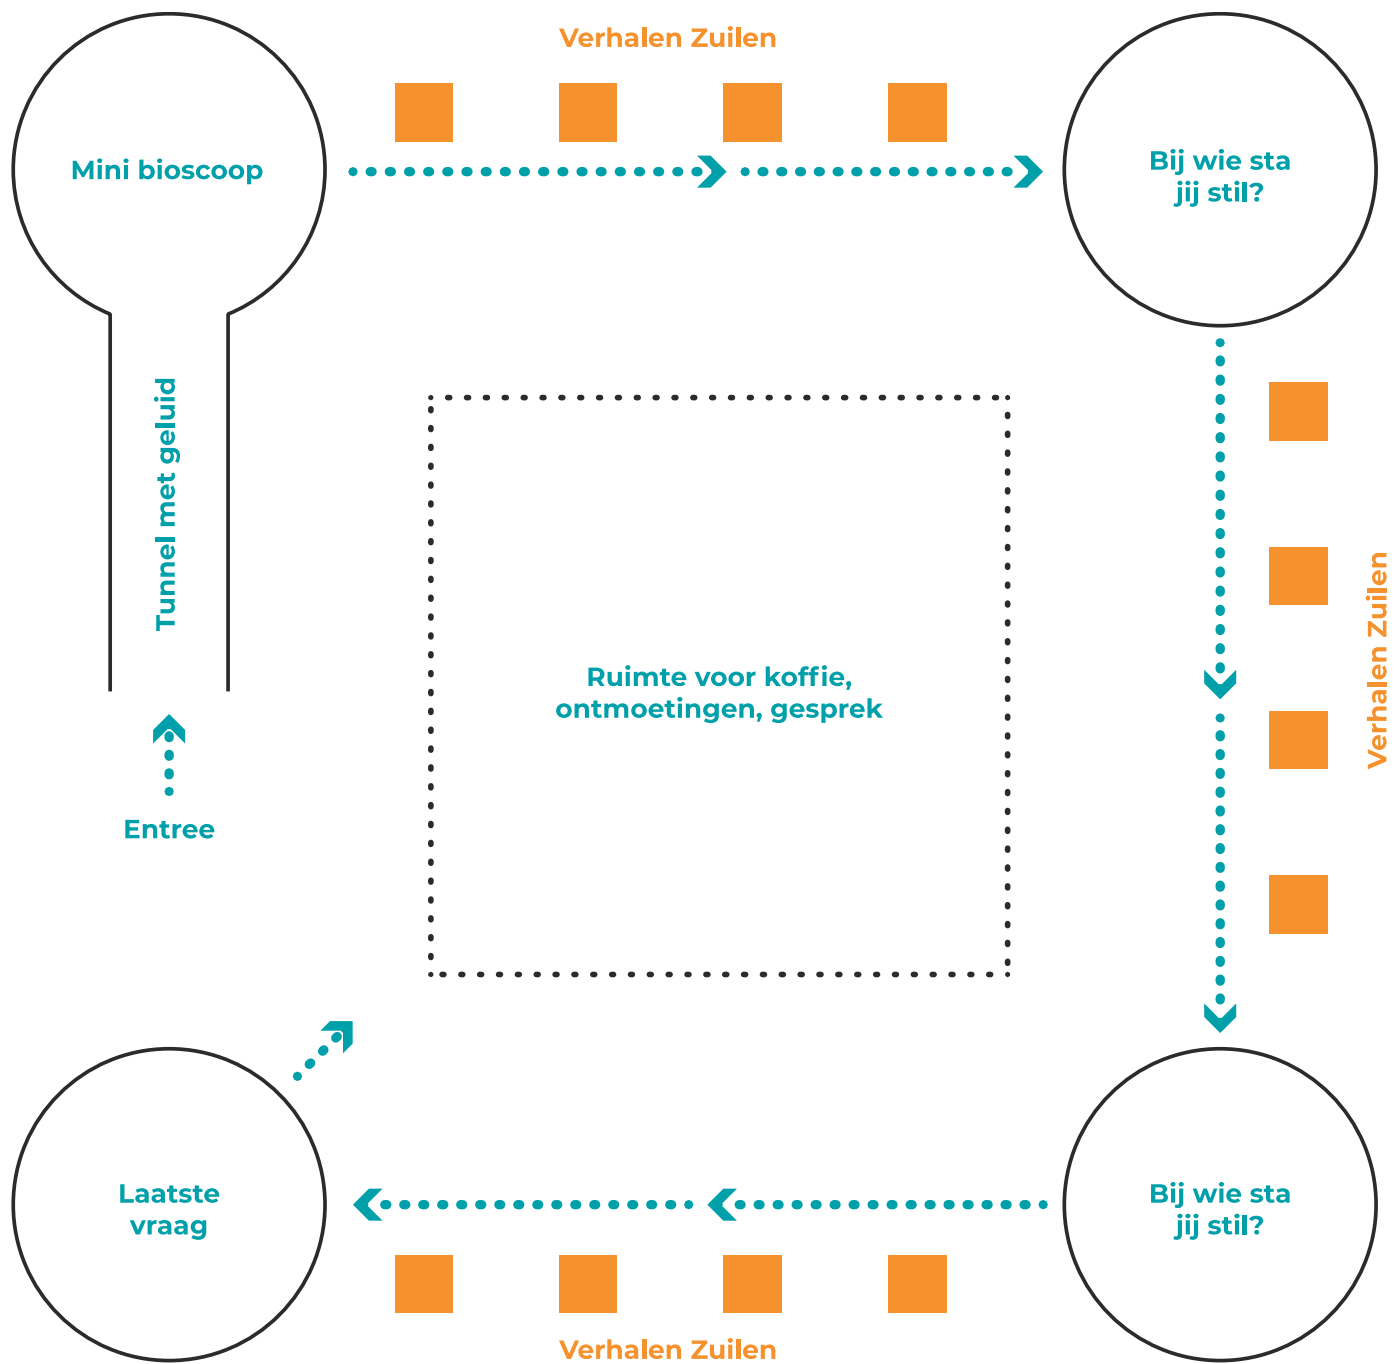 Verhalen Zuilen
Mini bioscoop
Bij wie sta
jij stil?
Tunnel met geluid
Verhalen Zuilen
Ruimte voor koffie,
ontmoetingen, gesprek
Entree
Laatste
vraag
Bij wie sta
jij stil?
Verhalen Zuilen